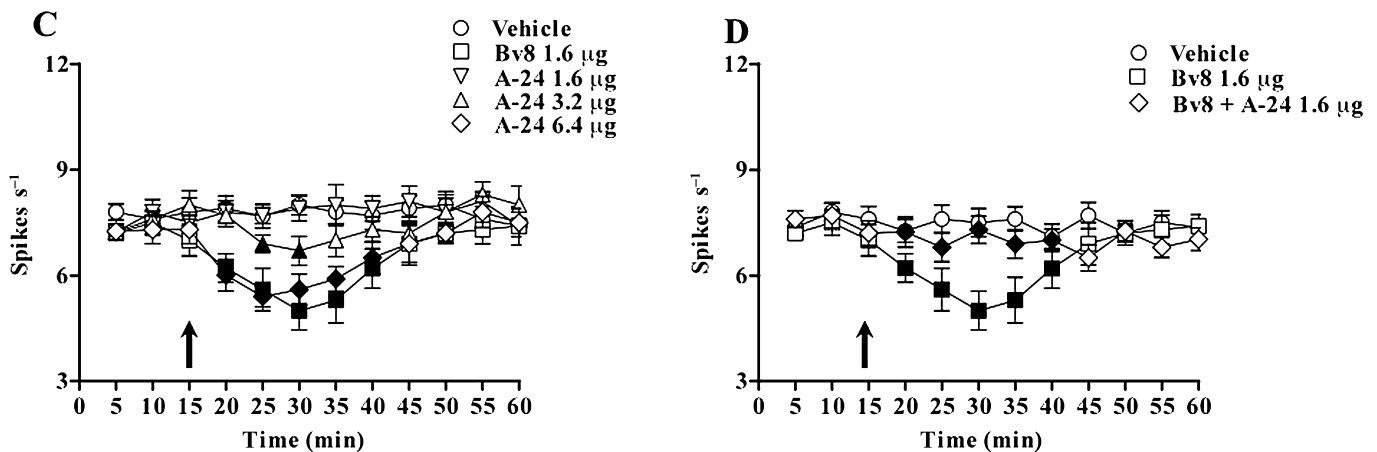 C
Vehicle
Bv8 1.6 μg
A-24 1.6 μg
A-24 3.2 μg
A-24 6.4 μg
12
9
6
3
Spikes s⁻¹
0 5 10 15 20 25 30 35 40 45 50 55 60
Time (min)
D
Vehicle
Bv8 1.6 μg
Bv8 + A-24 1.6 μg
12
9
6
3
Spikes s⁻¹
0 5 10 15 20 25 30 35 40 45 50 55 60
Time (min)